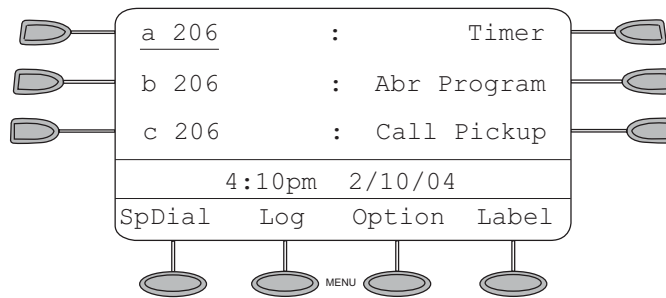 a 206 : Timer
b 206 : Abr Program
c 206 : Call Pickup
4:10pm 2/10/04
SpDial Log Option Label
MENU